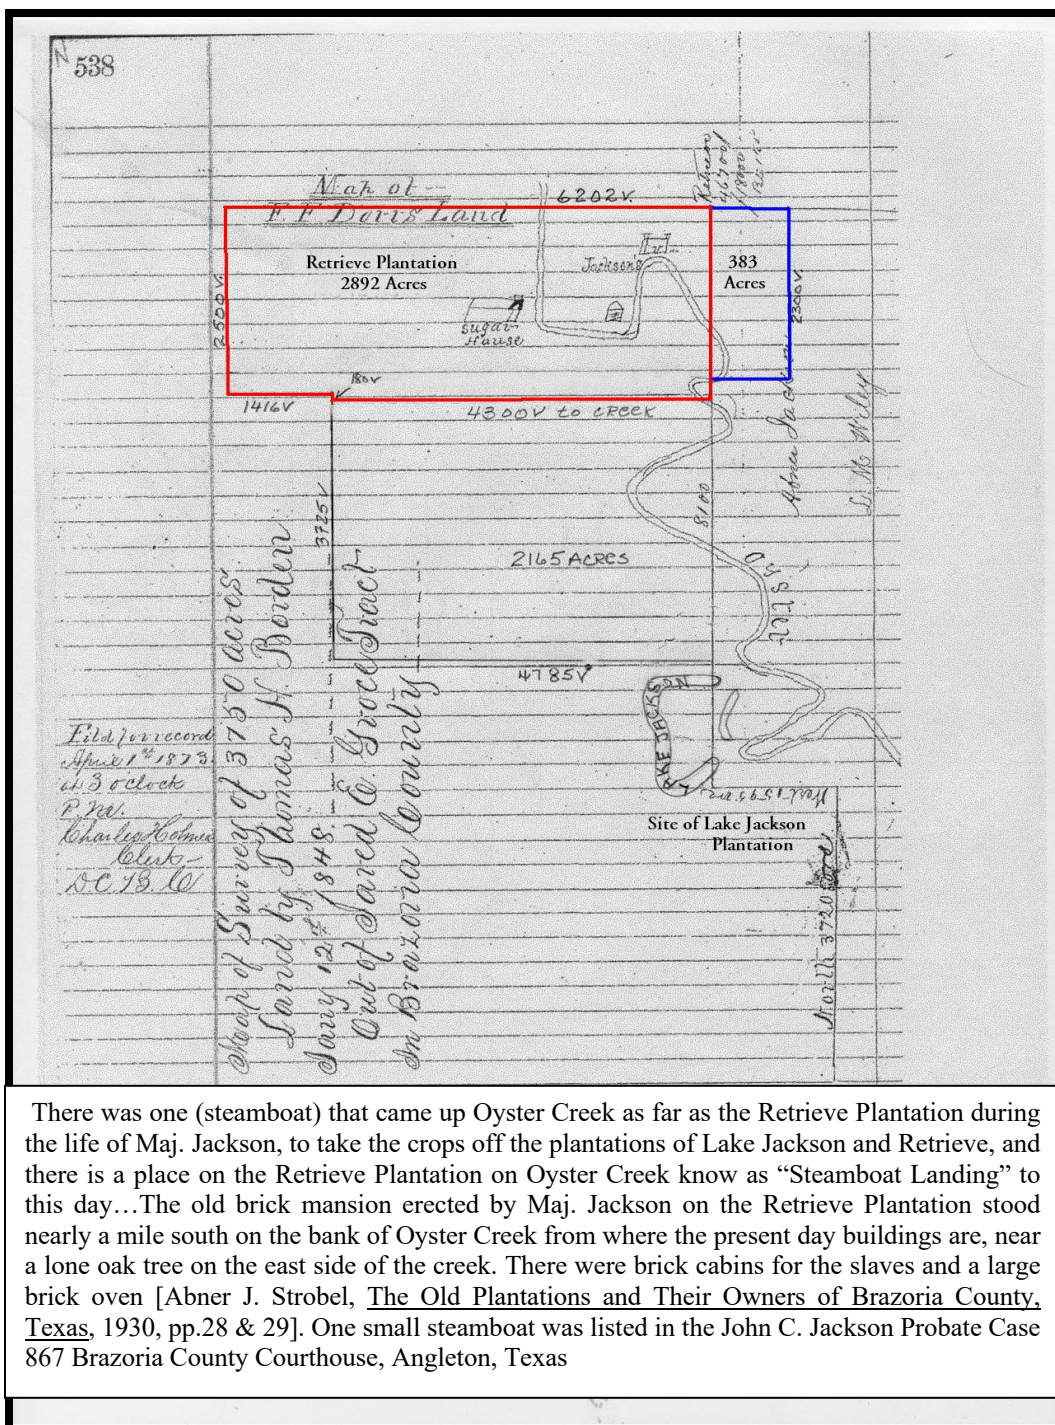 538
Map of
F. F. Dorrs Land
6202v.
Retrieve
Retrieve Plantation
2892 Acres
Jackson's
383
Acres
2500v.
2300v.
Sugar
House
180v
1416v
4300v to creek
Abner Jackson
L. M. Wiley
8100
3725v
2165 ACRES
4785v
LAKE JACKSON
Site of Lake Jackson
Plantation
Map of Survey of 3750 acres
Land by Thomas H. Borden
Jany 12th 1848
Out of Jared E. Groce Tract
In Brazoria County
Fild for record
April 1st 1873
at 3 o'clock
P. M.
Charles Holmes
Clerk
D.C.B.C
There was one (steamboat) that came up Oyster Creek as far as the Retrieve Plantation during
the life of Maj. Jackson, to take the crops off the plantations of Lake Jackson and Retrieve, and
there is a place on the Retrieve Plantation on Oyster Creek know as “Steamboat Landing” to
this day…The old brick mansion erected by Maj. Jackson on the Retrieve Plantation stood
nearly a mile south on the bank of Oyster Creek from where the present day buildings are, near
a lone oak tree on the east side of the creek. There were brick cabins for the slaves and a large
brick oven [Abner J. Strobel, The Old Plantations and Their Owners of Brazoria County,
Texas, 1930, pp.28 & 29]. One small steamboat was listed in the John C. Jackson Probate Case
867 Brazoria County Courthouse, Angleton, Texas